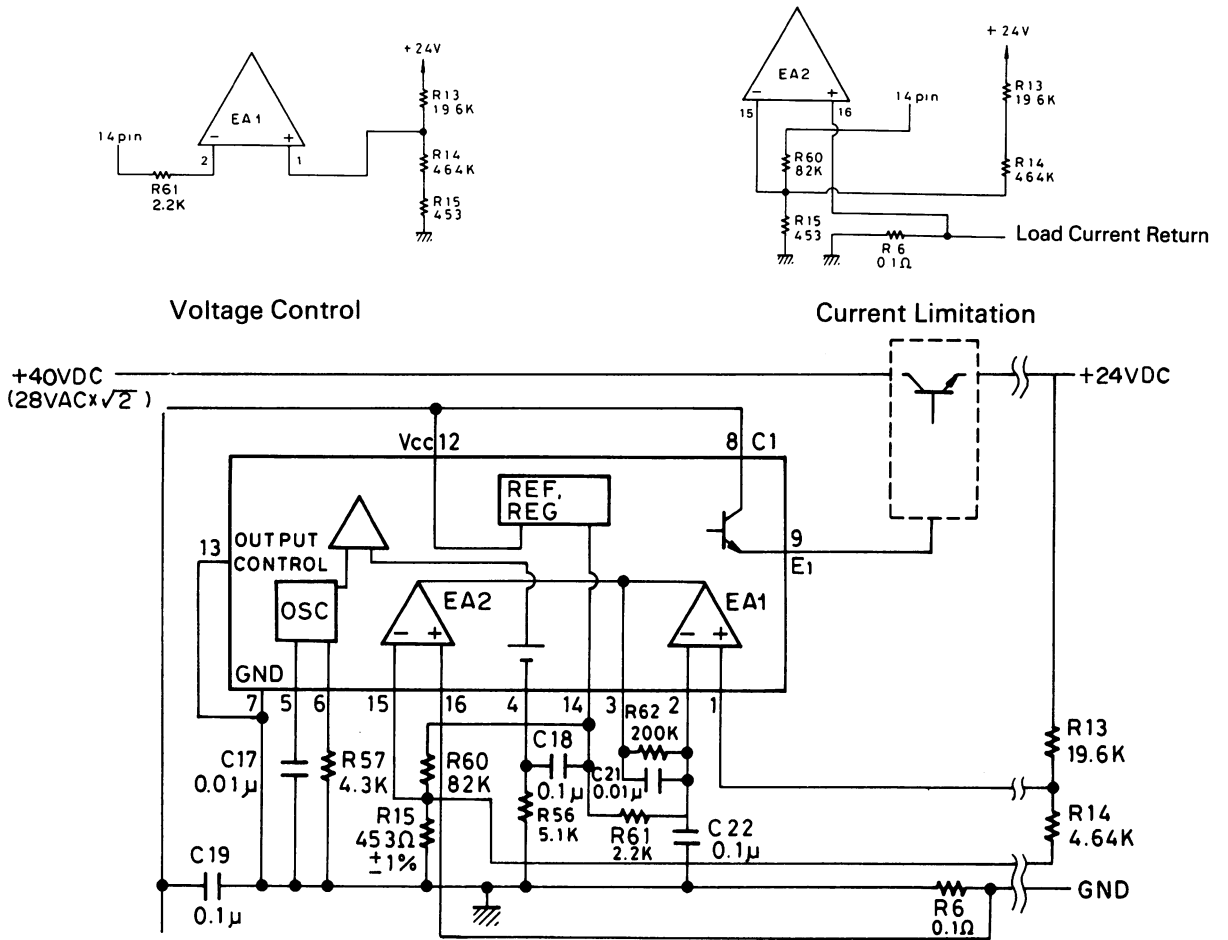 +24V
R13
19.6K
EA1
14pin
2
1
R14
464K
R61
2.2K
R15
453
Voltage Control
+24V
EA2
14pin
R13
19.6K
15
16
R60
82K
R14
464K
R15
453
R6
0.1Ω
Load Current Return
Current Limitation
+40VDC
(28VAC×√2)
+24VDC
Vcc 12
8 C1
REF,
REG
13
OUTPUT
CONTROL
9
E1
OSC
EA2
EA1
GND
7
5
6
15
16
4
14
3
2
1
R62
200K
R13
19.6K
C17
0.01µ
R57
4.3K
R60
82K
C18
0.1µ
C21
0.01µ
R15
453Ω
±1%
R56
5.1K
R61
2.2K
C22
0.1µ
R14
4.64K
C19
0.1µ
R6
0.1Ω
GND